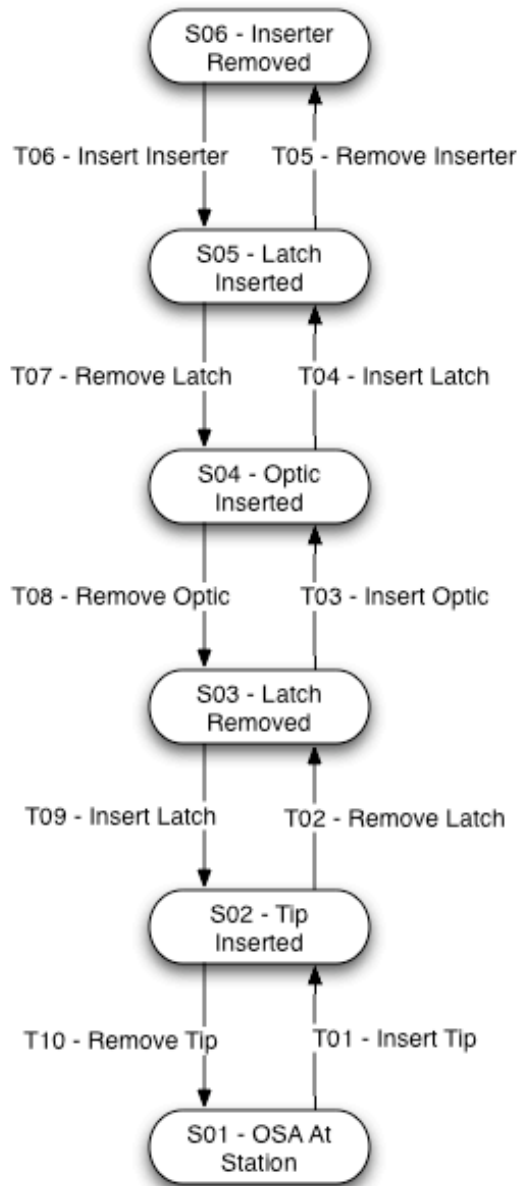 S06 - Inserter
Removed
T06 - Insert Inserter
T05 - Remove Inserter
S05 - Latch
Inserted
T07 - Remove Latch
T04 - Insert Latch
S04 - Optic
Inserted
T08 - Remove Optic
T03 - Insert Optic
S03 - Latch
Removed
T09 - Insert Latch
T02 - Remove Latch
S02 - Tip
Inserted
T10 - Remove Tip
T01 - Insert Tip
S01 - OSA At
Station